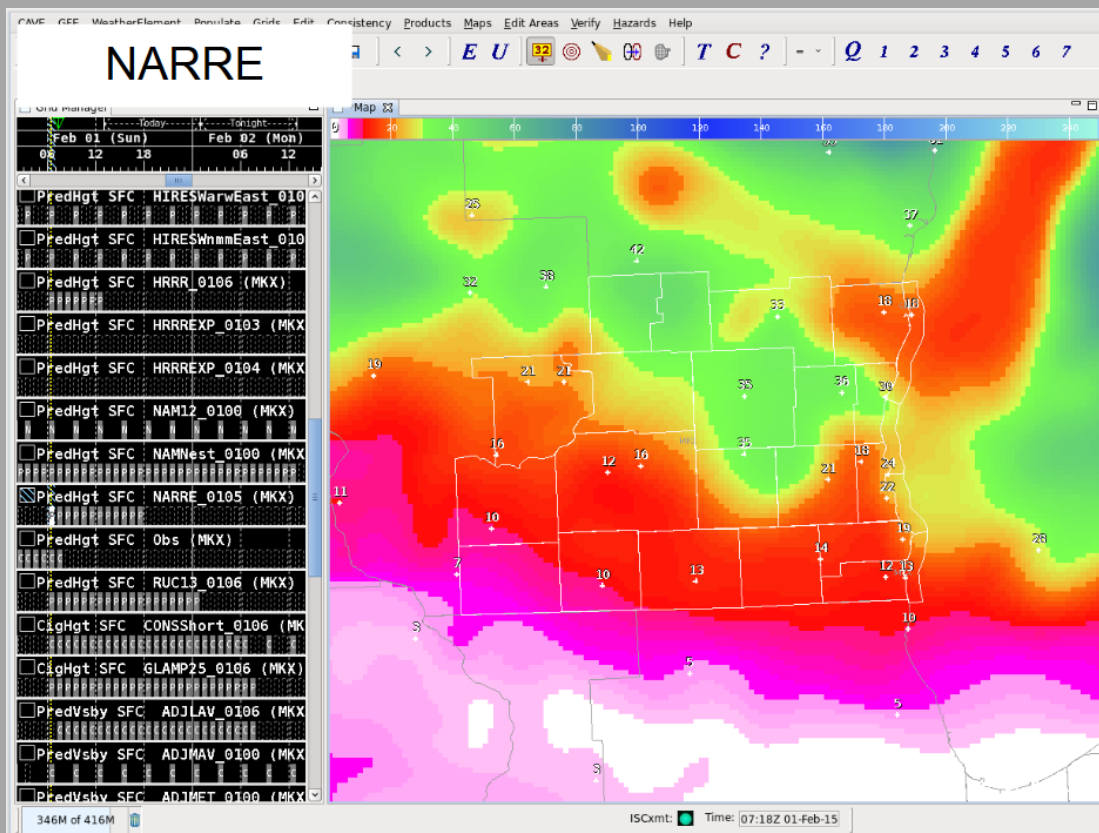 CAVE GFE WeatherElement Populate Grids Edit Consistency Products Maps Edit Areas Verify Hazards Help
NARRE
< > E U 32 T C ? - Q 1 2 3 4 5 6 7
Grid Manager
Map
Today Tonight
Feb 01 (Sun) Feb 02 (Mon)
06 12 18 06 12
0 20 40 60 80 100 120 140 160 180 200 220 240
PredHgt SFC HIRESWarwEast_010
PredHgt SFC HIRESWnmmEast_010
PredHgt SFC HRRR_0106 (MKX)
PredHgt SFC HRRREXP_0103 (MKX
PredHgt SFC HRRREXP_0104 (MKX
PredHgt SFC NAM12_0100 (MKX)
PredHgt SFC NAMNest_0100 (MKX
PredHgt SFC NARRE_0105 (MKX)
PredHgt SFC Obs (MKX)
PredHgt SFC RUC13_0106 (MKX)
CigHgt SFC CONSShort_0106 (MK
CigHgt SFC GLAMP25_0106 (MKX)
PredVsby SFC ADJLAV_0106 (MKX
PredVsby SFC ADJMAV_0100 (MKX
PredVsby SFC ADJMET_0100 (MKX
25 37
42
32 38
33 18 18
19 21 21
35 36 30
16 35
12 16 18
21 24
11 22
10 19 28
7 14
10 13 12 13
3 10
5
5
3
346M of 416M
ISCxmt: Time: 07:18Z 01-Feb-15